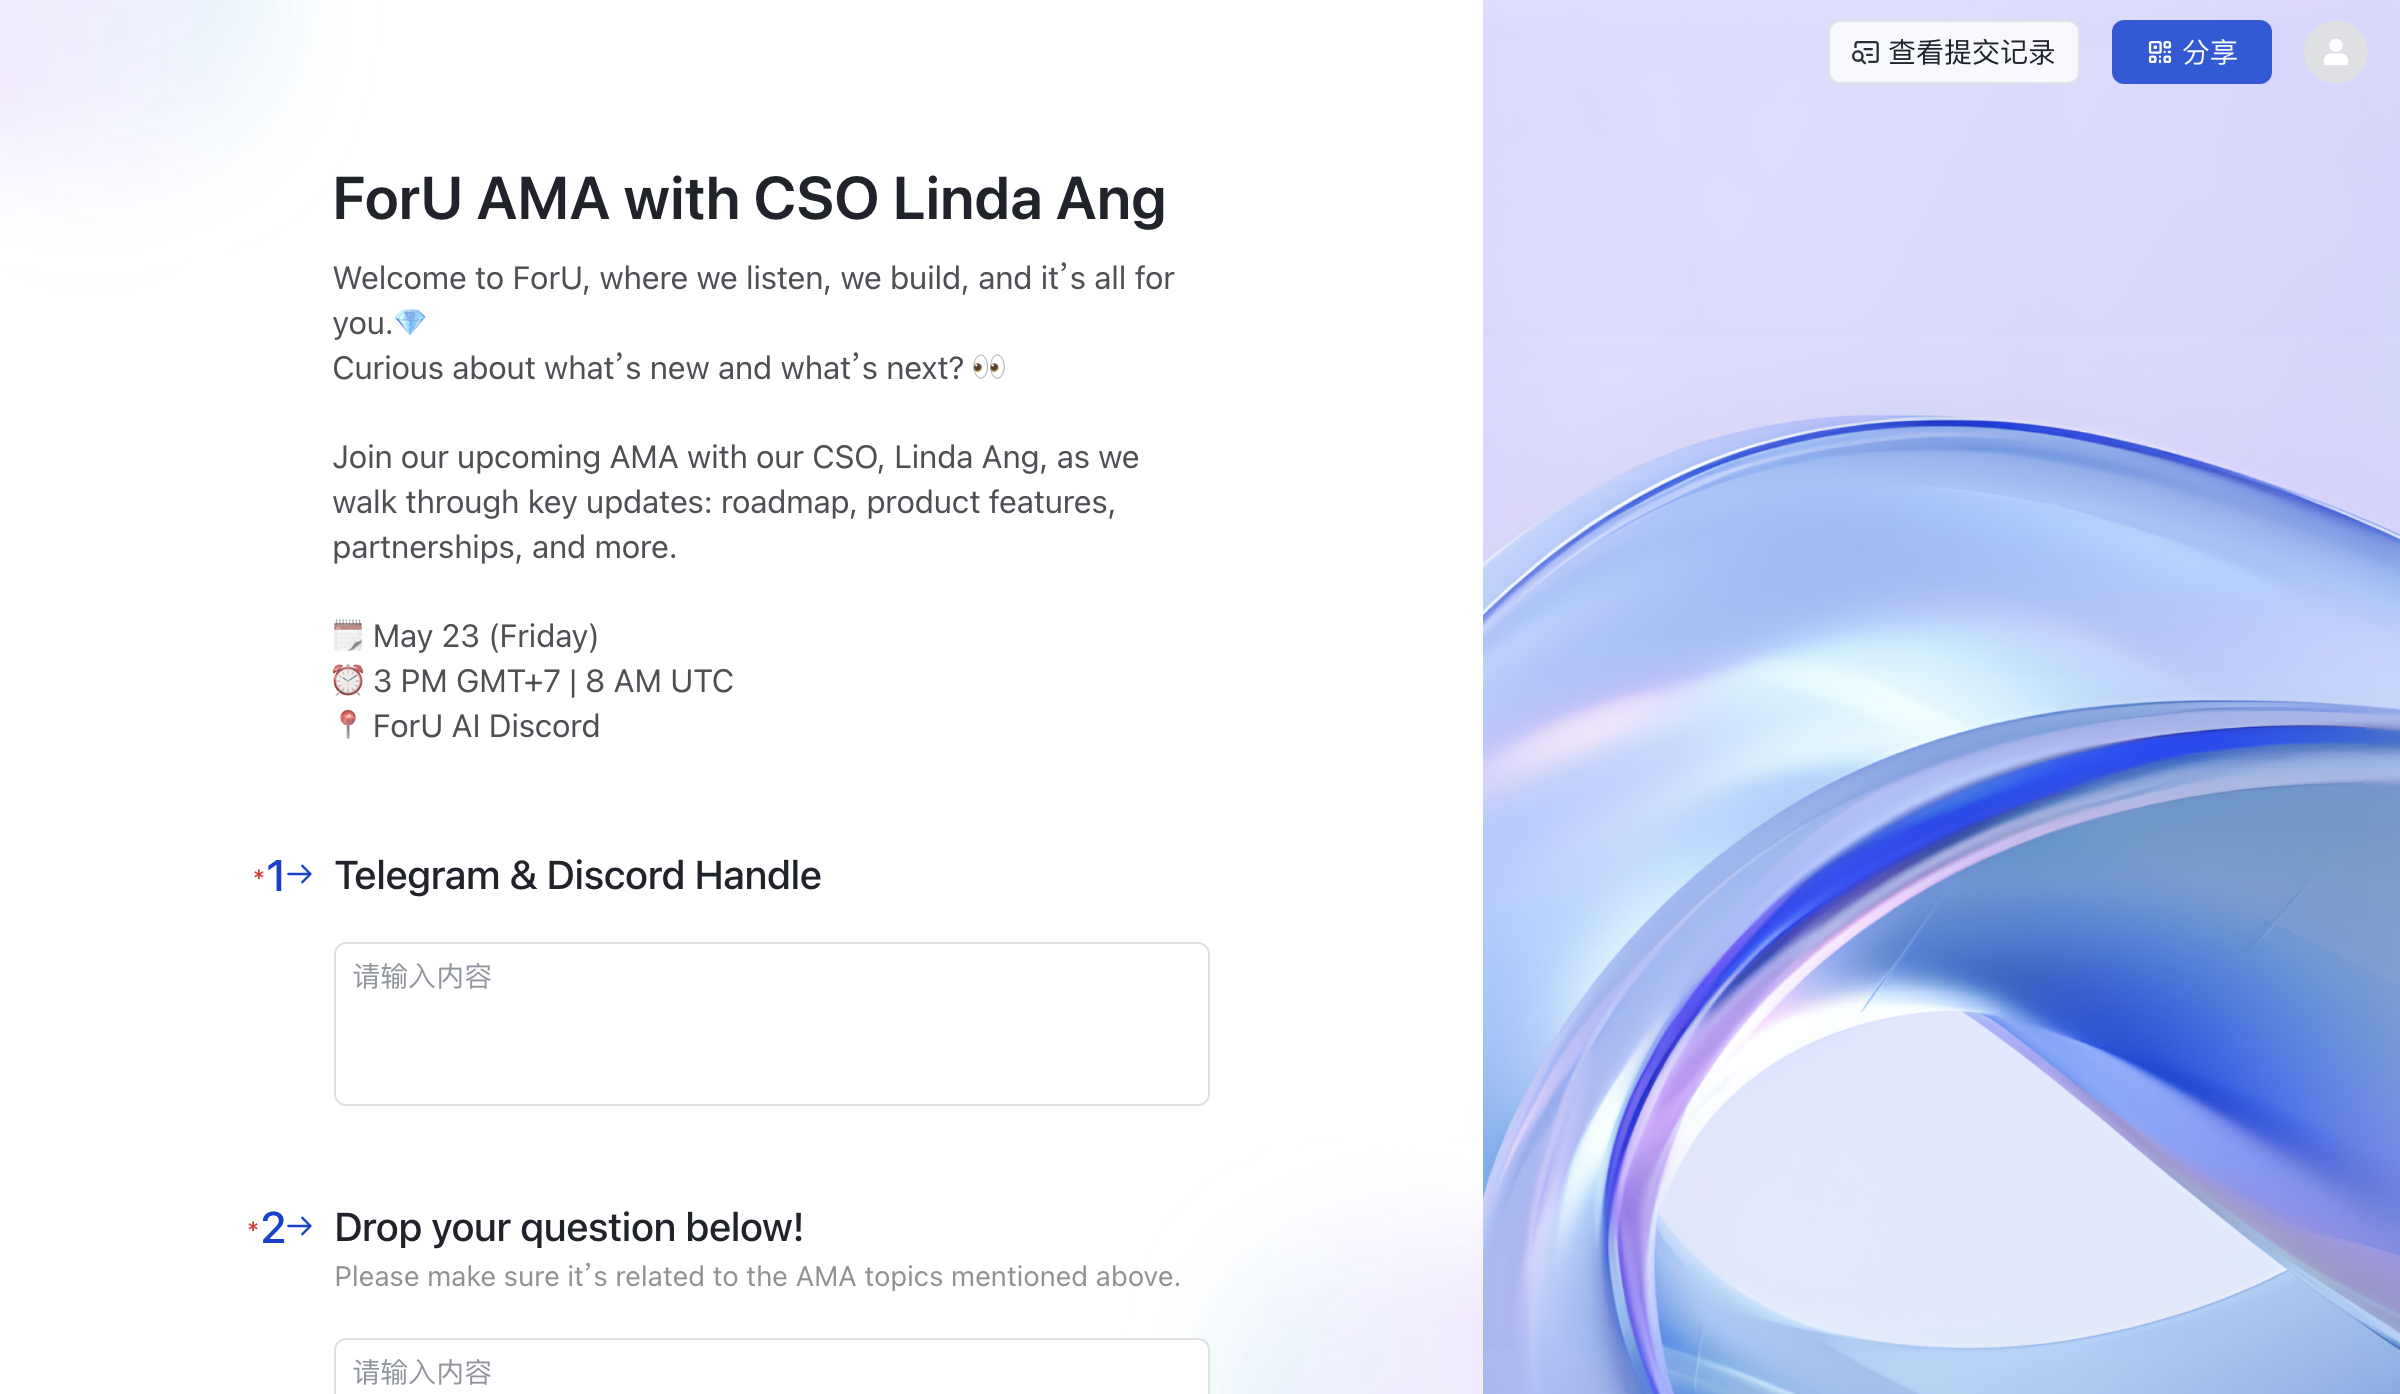 查看提交记录
分享
ForU AMA with CSO Linda Ang
Welcome to ForU, where we listen, we build, and it’s all for
you.💎
Curious about what’s new and what’s next? 👀
Join our upcoming AMA with our CSO, Linda Ang, as we
walk through key updates: roadmap, product features,
partnerships, and more.
🗓️ May 23 (Friday)
⏰ 3 PM GMT+7 | 8 AM UTC
📍 ForU AI Discord
*1→ Telegram & Discord Handle
请输入内容
*2→ Drop your question below!
Please make sure it’s related to the AMA topics mentioned above.
请输入内容